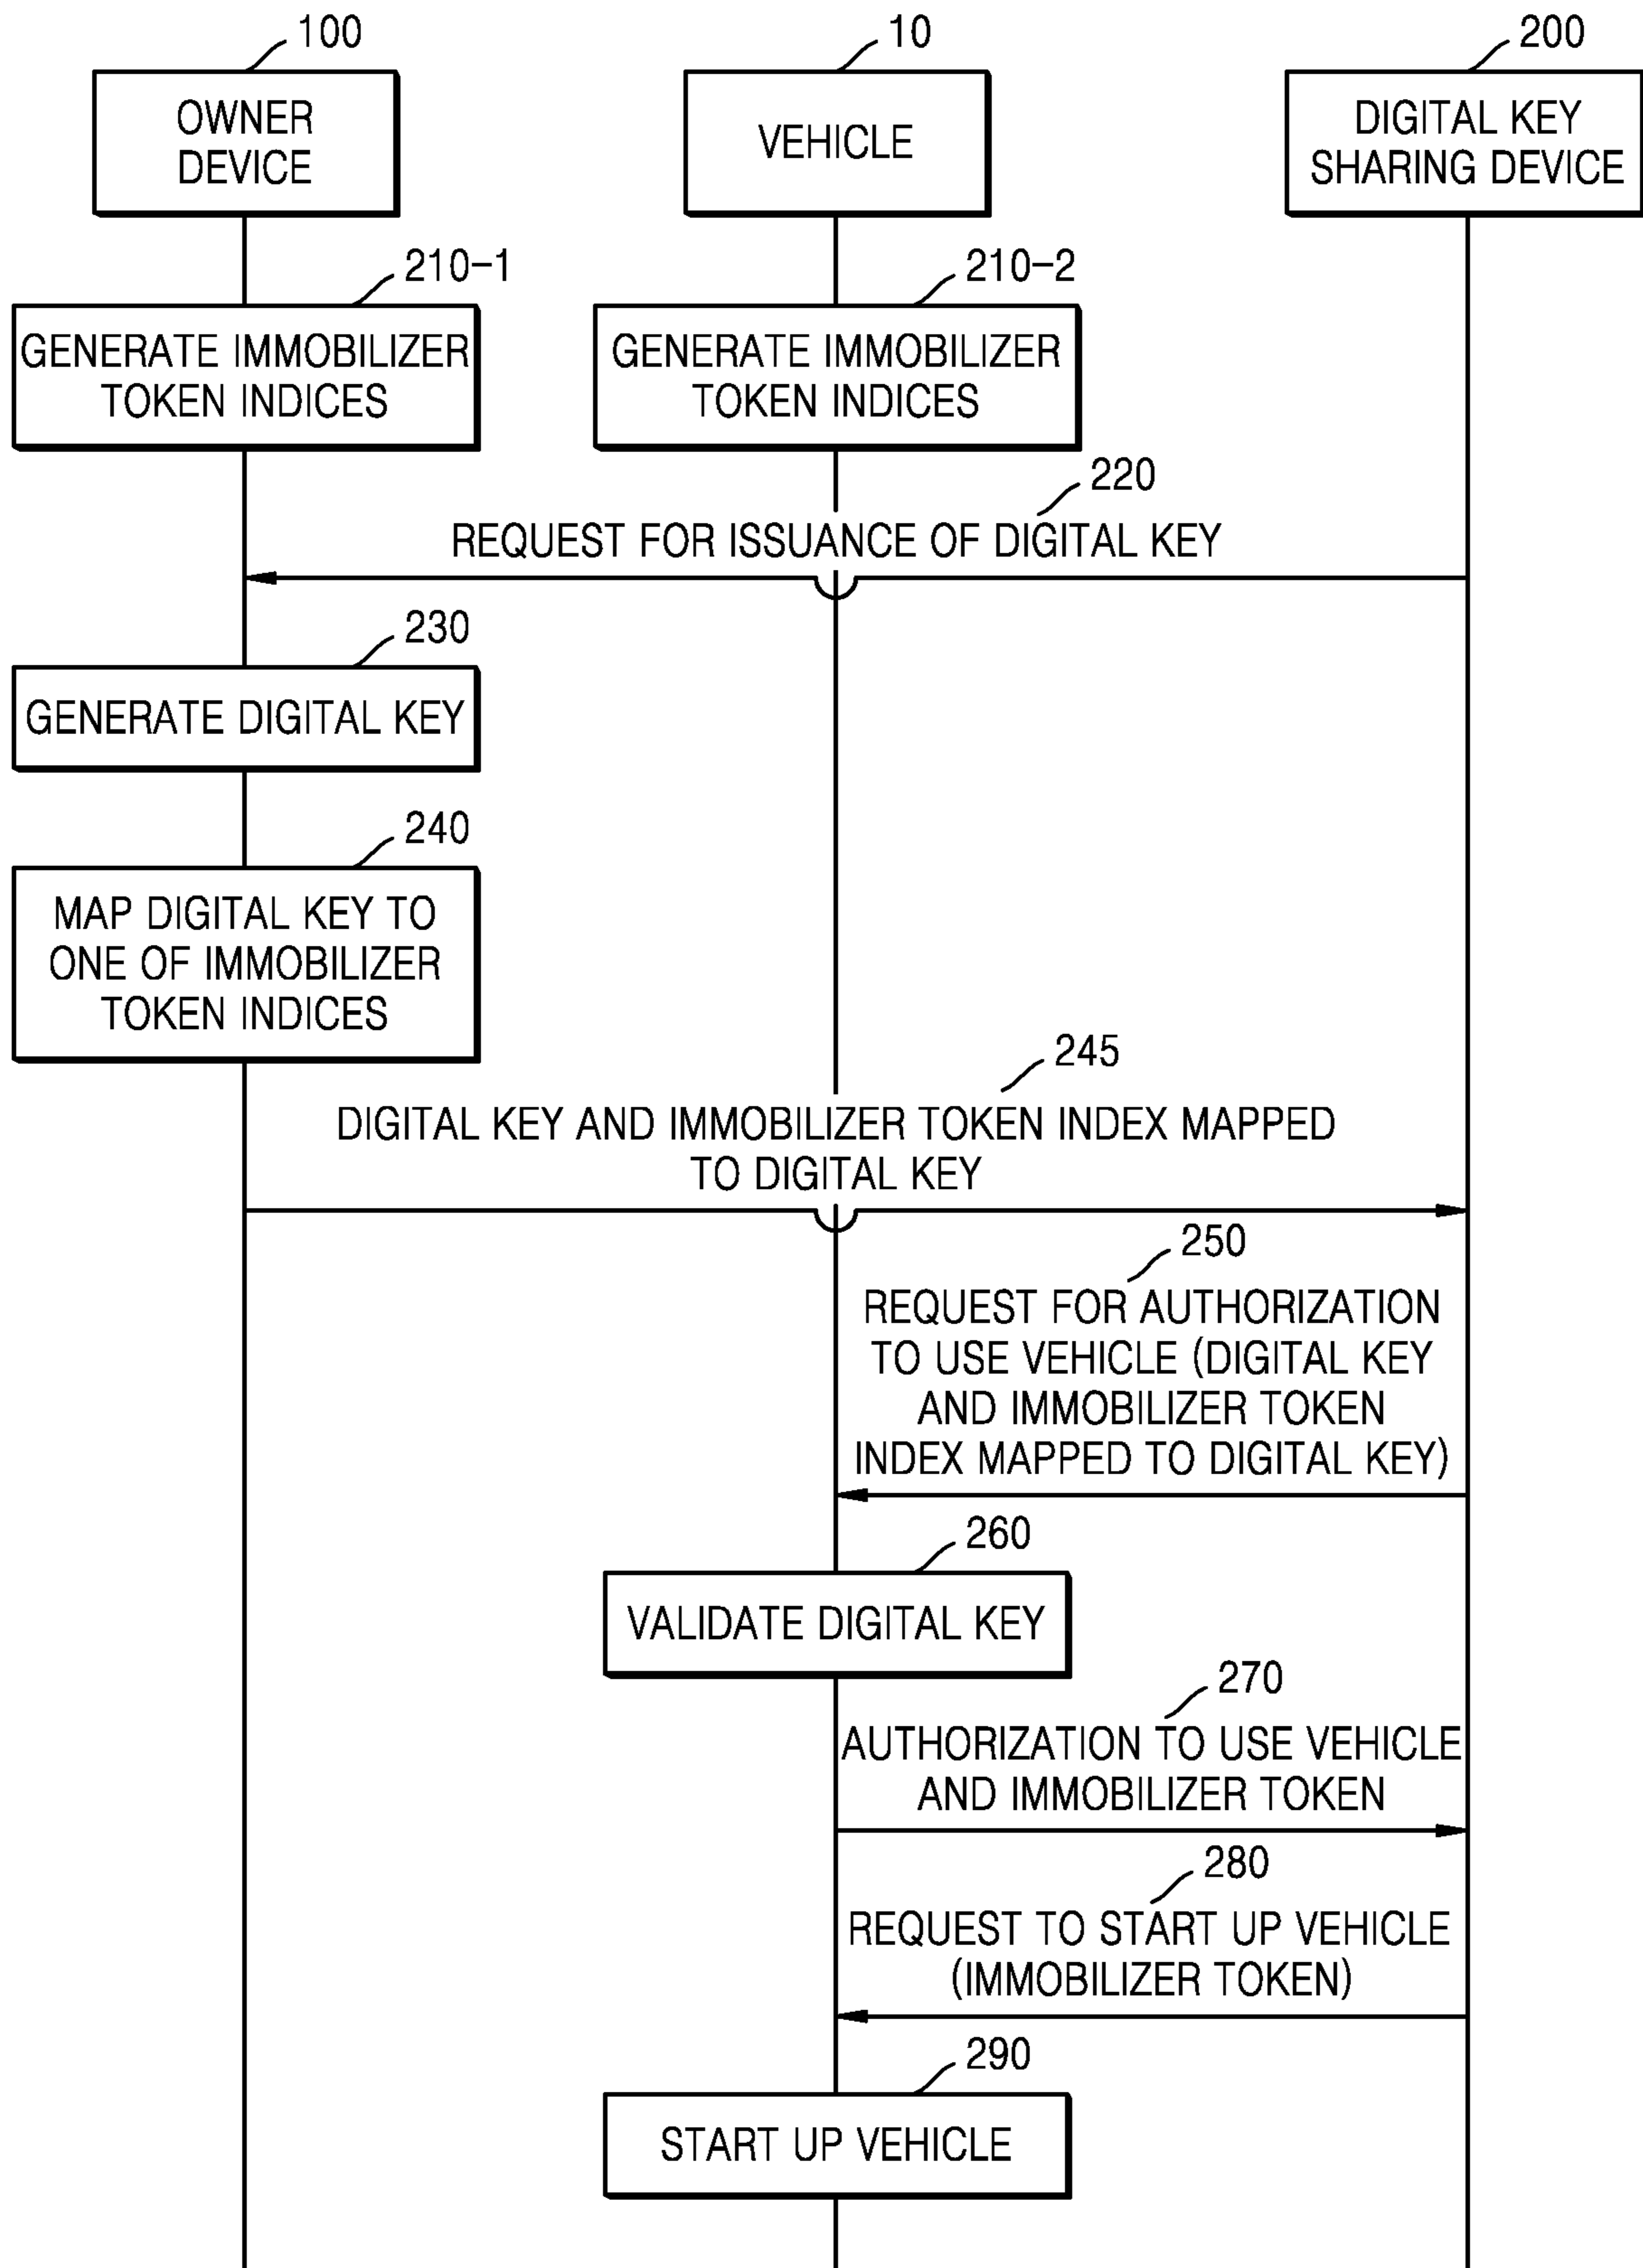 100
10
200
OWNER
DEVICE
VEHICLE
DIGITAL KEY
SHARING DEVICE
210-1
210-2
GENERATE IMMOBILIZER
TOKEN INDICES
GENERATE IMMOBILIZER
TOKEN INDICES
220
REQUEST FOR ISSUANCE OF DIGITAL KEY
230
GENERATE DIGITAL KEY
240
MAP DIGITAL KEY TO
ONE OF IMMOBILIZER
TOKEN INDICES
245
DIGITAL KEY AND IMMOBILIZER TOKEN INDEX MAPPED
TO DIGITAL KEY
250
REQUEST FOR AUTHORIZATION
TO USE VEHICLE (DIGITAL KEY
AND IMMOBILIZER TOKEN
INDEX MAPPED TO DIGITAL KEY)
260
VALIDATE DIGITAL KEY
270
AUTHORIZATION TO USE VEHICLE
AND IMMOBILIZER TOKEN
280
REQUEST TO START UP VEHICLE
(IMMOBILIZER TOKEN)
290
START UP VEHICLE